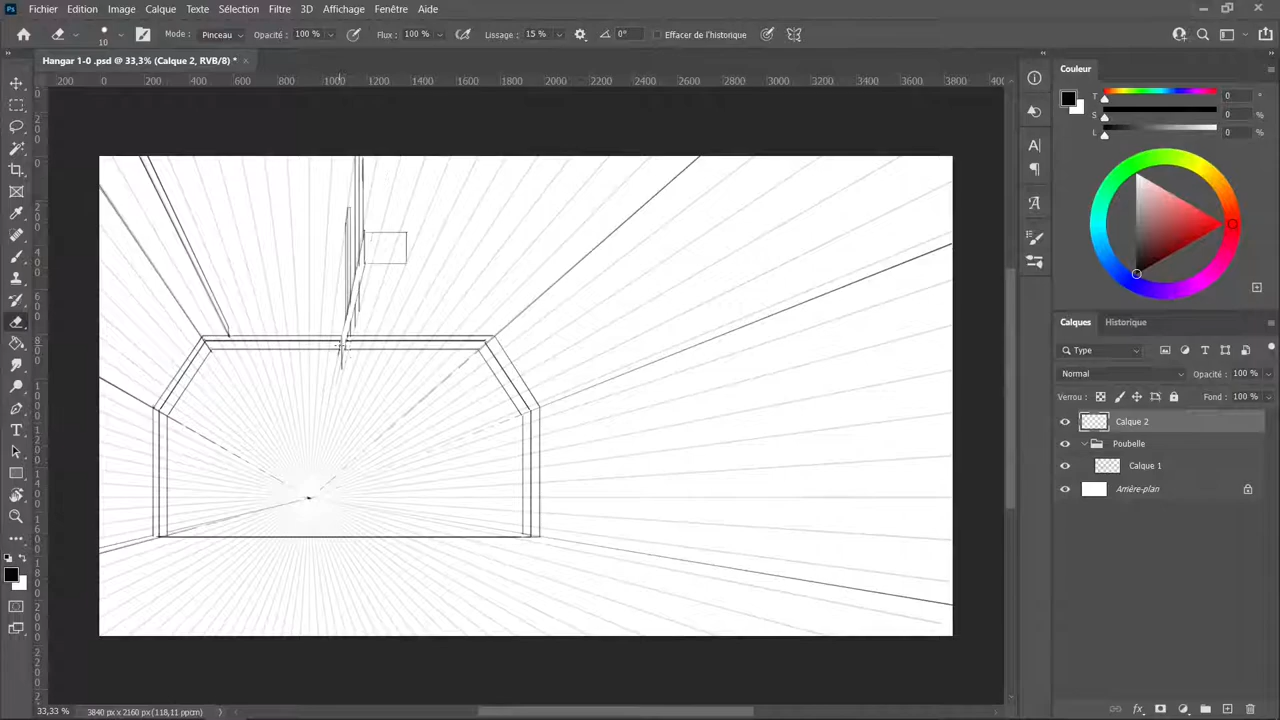 Ps Fichier Edition Image Calque Texte Sélection Filtre 3D Affichage Fenêtre Aide
10 Mode : Pinceau Opacité : 100 % Flux : 100 % Lissage : 15 % 0° Effacer de l'historique
Hangar 1-0 .psd @ 33,3% (Calque 2, RVB/8) * ×
200 0 200 400 600 800 1000 1200 1400 1600 1800 2000 2200 2400 2600 2800 3000 3200 3400 3600 3800
Couleur
T 0 °
S 0 %
L 0 %
Calques Historique
Type
Normal Opacité : 100 %
Verrou : Fond : 100 %
Calque 2
Poubelle
Calque 1
Arrière-plan
33,33 % 3840 px x 2160 px (118,11 ppcm)